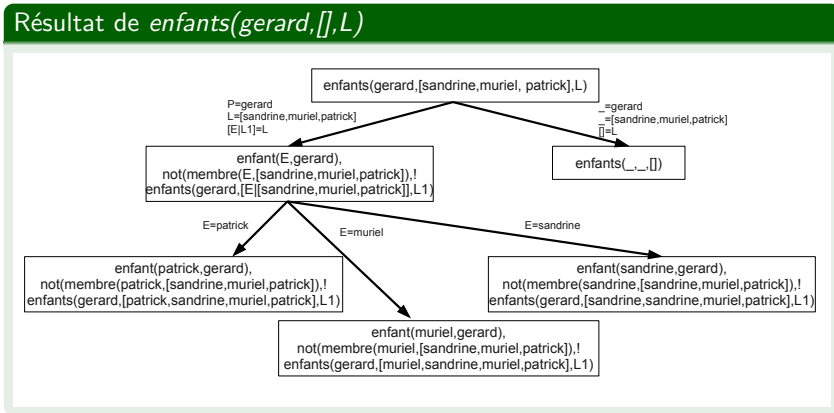 Résultat de enfants(gerard,[],L)
enfants(gerard,[sandrine,muriel, patrick],L)
P=gerard
L=[sandrine,muriel,patrick]
[E|L1]=L
_=gerard
_=[sandrine,muriel,patrick]
[]=L
enfant(E,gerard),
not(membre(E,[sandrine,muriel,patrick]),!
enfants(gerard,[E|[sandrine,muriel,patrick]],L1)
enfants(_,_,[])
E=patrick
E=muriel
E=sandrine
enfant(patrick,gerard),
not(membre(patrick,[sandrine,muriel,patrick]),!
enfants(gerard,[patrick,sandrine,muriel,patrick],L1)
enfant(sandrine,gerard),
not(membre(sandrine,[sandrine,muriel,patrick]),!
enfants(gerard,[sandrine,sandrine,muriel,patrick],L1)
enfant(muriel,gerard),
not(membre(muriel,[sandrine,muriel,patrick]),!
enfants(gerard,[muriel,sandrine,muriel,patrick],L1)